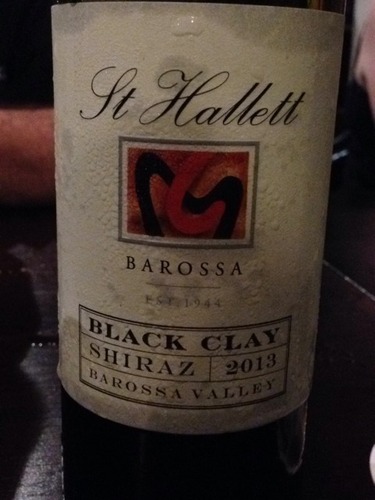 St Hallett
BAROSSA
EST. 1944
BLACK CLAY
SHIRAZ 2013
BAROSSA VALLEY